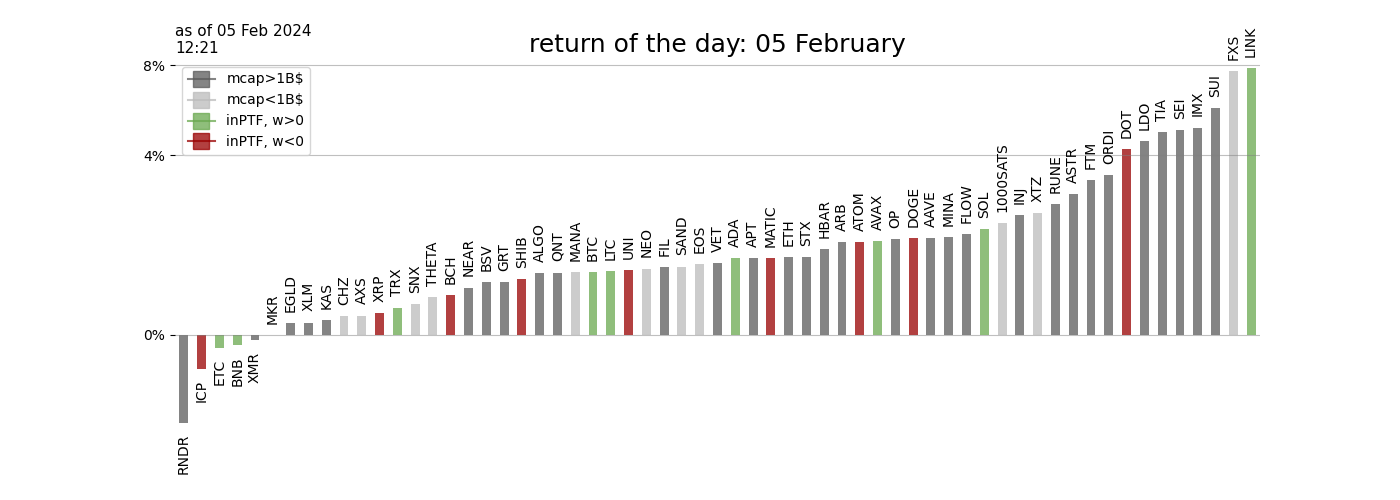 as of 05 Feb 2024
12:21
return of the day: 05 February
8%
4%
0%
mcap>1B$
mcap<1B$
inPTF, w>0
inPTF, w<0
RNDR
ICP
ETC
BNB
XMR
MKR
EGLD
XLM
KAS
CHZ
AXS
XRP
TRX
SNX
THETA
BCH
NEAR
BSV
GRT
SHIB
ALGO
QNT
MANA
BTC
LTC
UNI
NEO
FIL
SAND
EOS
VET
ADA
APT
MATIC
ETH
STX
HBAR
ARB
ATOM
AVAX
OP
DOGE
AAVE
MINA
FLOW
SOL
1000SATS
INJ
XTZ
RUNE
ASTR
FTM
ORDI
DOT
LDO
TIA
SEI
IMX
SUI
FXS
LINK